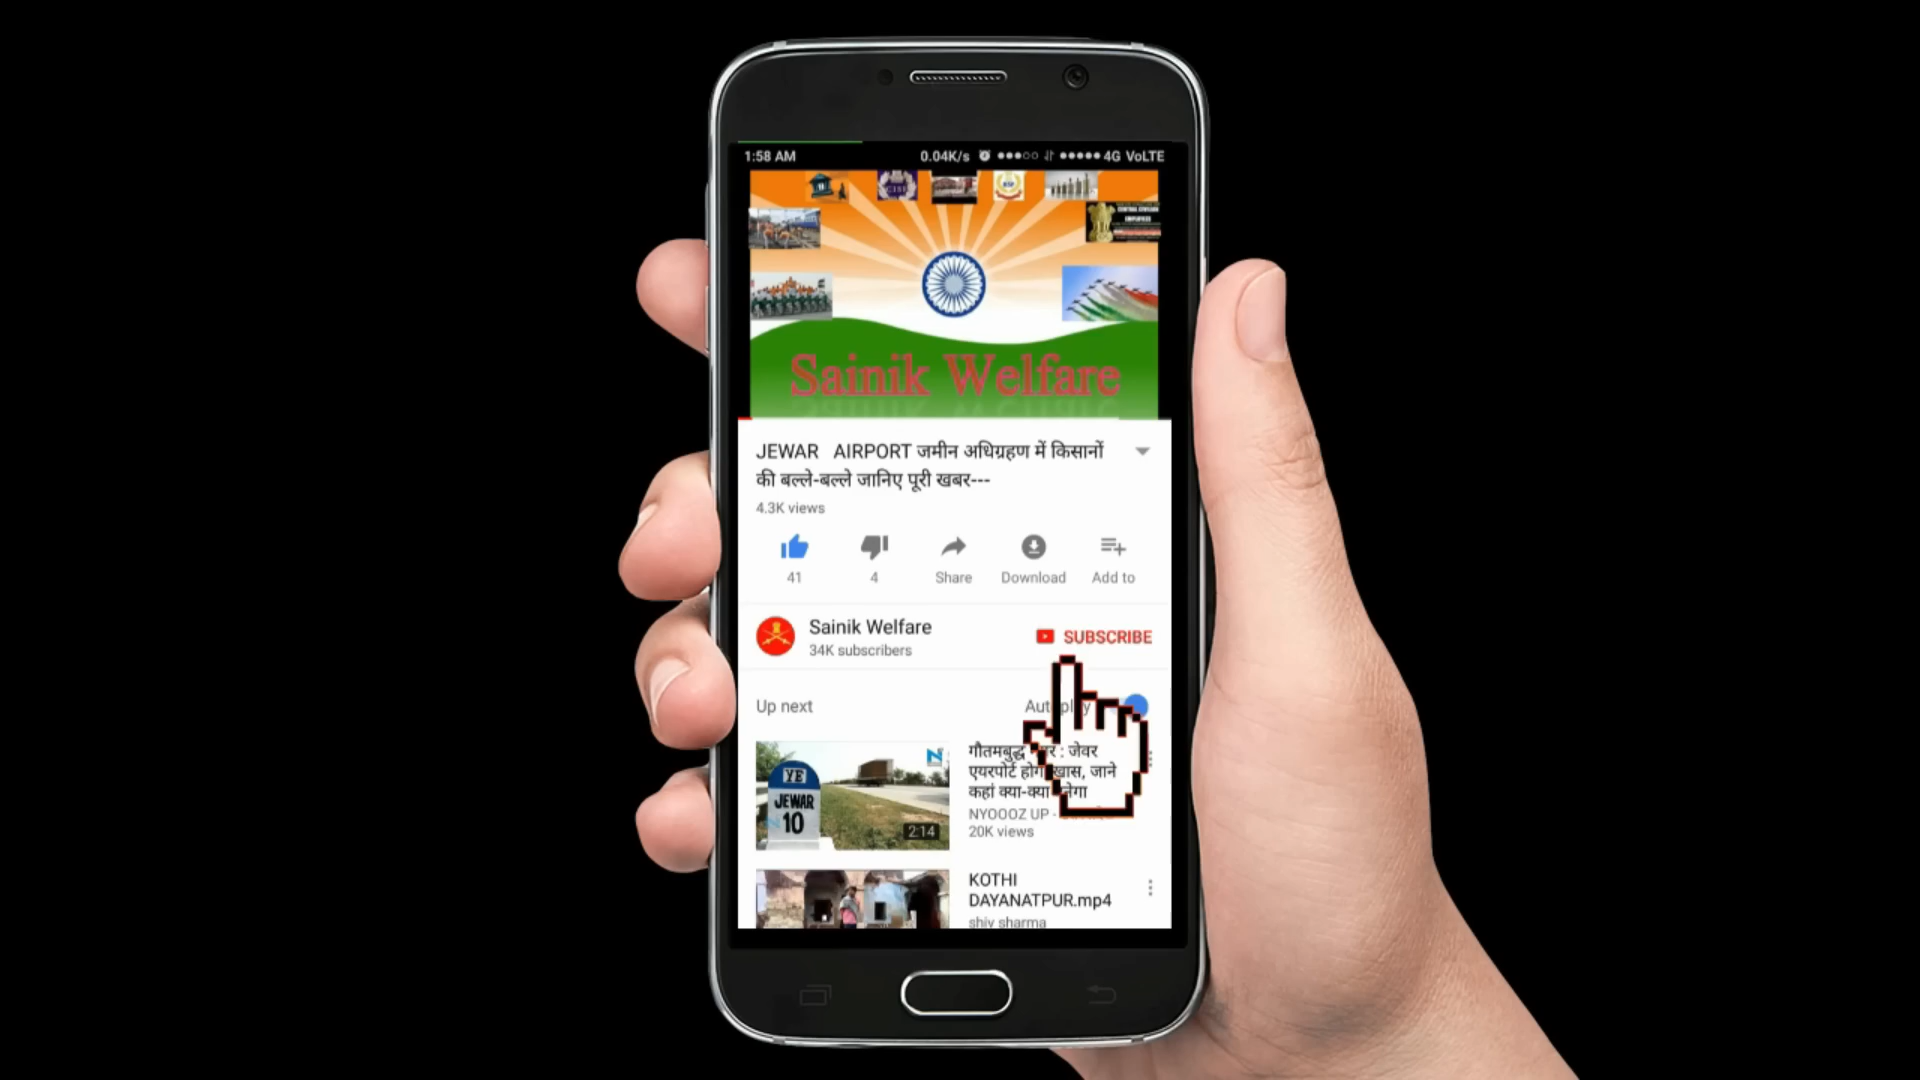 1:58 AM 0.04K/s 4G VoLTE
CISF
Sainik Welfare
JEWAR AIRPORT जमीन अधिग्रहण में किसानों
की बल्ले-बल्ले जानिए पूरी खबर---
4.3K views
41 4 Share Download Add to
Sainik Welfare
34K subscribers
SUBSCRIBE
Up next
YE
JEWAR
10
2:14
गौतमबुद्ध : जेवर
एयरपोर्ट खास, जाने
कहां क्या-क्या
NYOOOZ UP
20K views
KOTHI
DAYANATPUR.mp4
shiv sharma